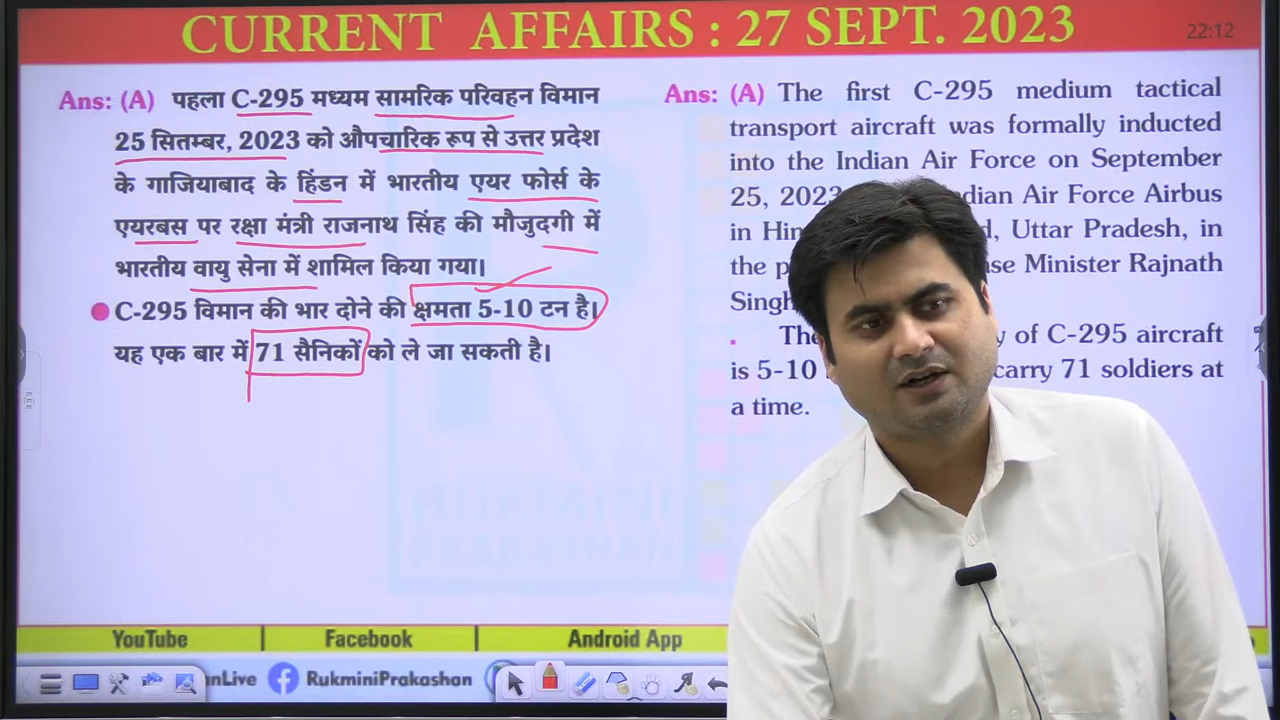 CURRENT AFFAIRS : 27 SEPT. 2023
22:12
Ans: (A) पहला C-295 मध्यम सामरिक परिवहन विमान
25 सितम्बर, 2023 को औपचारिक रूप से उत्तर प्रदेश
के गाजियाबाद के हिंडन में भारतीय एयर फोर्स के
एयरबस पर रक्षा मंत्री राजनाथ सिंह की मौजुदगी में
भारतीय वायु सेना में शामिल किया गया।
C-295 विमान की भार दोने की क्षमता 5-10 टन है।
यह एक बार में 71 सैनिकों को ले जा सकती है।
Ans: (A) The first C-295 medium tactical
transport aircraft was formally inducted
into the Indian Air Force on September
25, 2023 Indian Air Force Airbus
in Uttar Pradesh, in
the Minister Rajnath
Singh
of C-295 aircraft
is 5-10 carry 71 soldiers at
a time.
RUKMINI
PRAKASHAN
YouTube | Facebook | Android App
nLive RukminiPrakashan